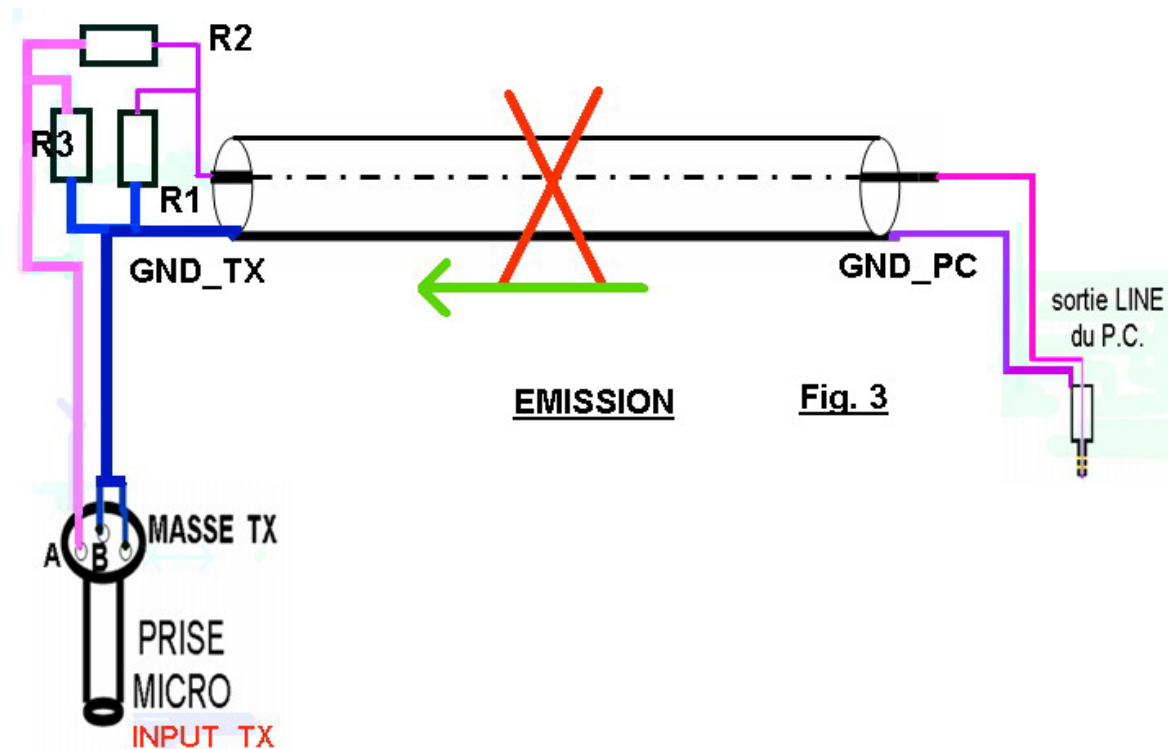 R2
R3
R1
GND_TX
GND_PC
sortie LINE
du P.C.
EMISSION
Fig. 3
MASSE TX
A
B
PRISE
MICRO
INPUT TX